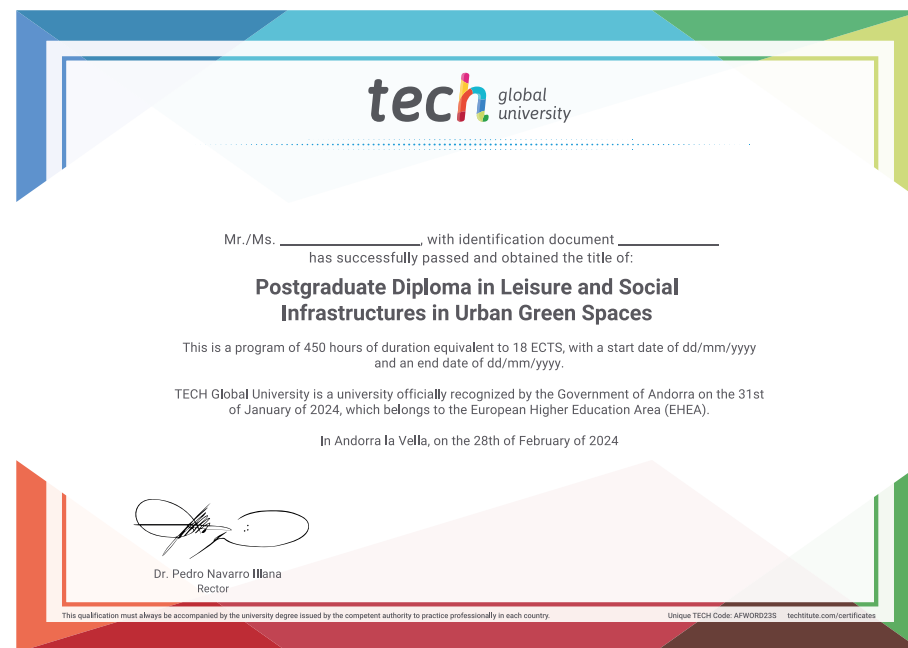 tech global university
Mr./Ms. ____________________, with identification document ______________
has successfully passed and obtained the title of:
Postgraduate Diploma in Leisure and Social
Infrastructures in Urban Green Spaces
This is a program of 450 hours of duration equivalent to 18 ECTS, with a start date of dd/mm/yyyy
and an end date of dd/mm/yyyy.
TECH Global University is a university officially recognized by the Government of Andorra on the 31st
of January of 2024, which belongs to the European Higher Education Area (EHEA).
In Andorra la Vella, on the 28th of February of 2024
Dr. Pedro Navarro Illana
Rector
This qualification must always be accompanied by the university degree issued by the competent authority to practice professionally in each country.
Unique TECH Code: AFWORD23S techtitute.com/certificates